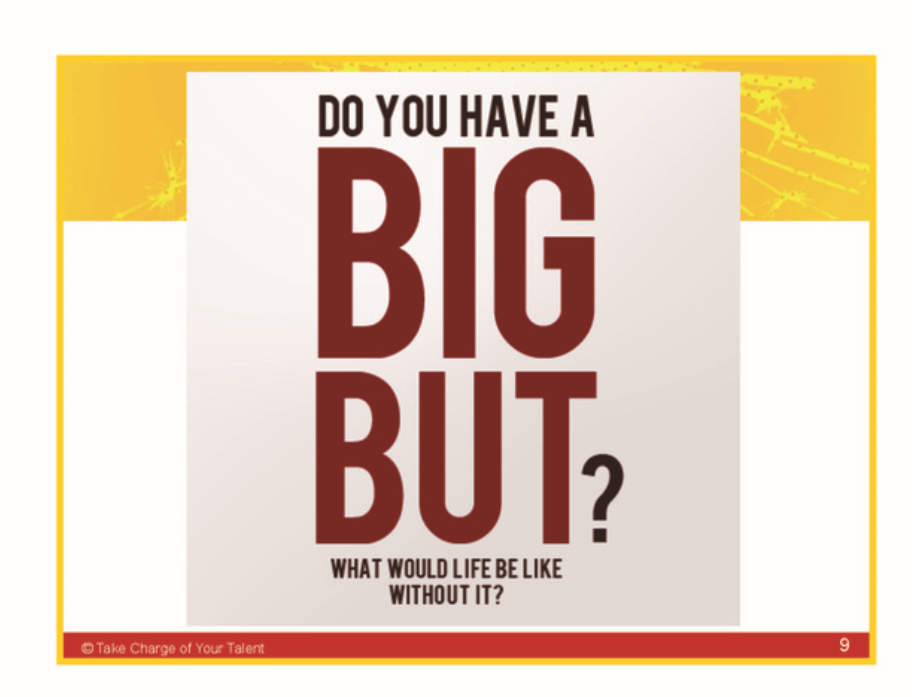 DO YOU HAVE A
BIG
BUT?
WHAT WOULD LIFE BE LIKE
WITHOUT IT?
© Take Charge of Your Talent
9